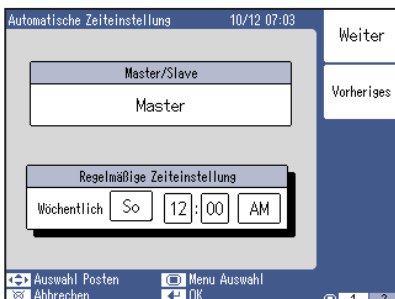 Automatische Zeiteinstellung 10/12 07:03
Weiter
Vorheriges
Master/Slave
Master
Regelmäßige Zeiteinstellung
Wöchentlich So 12 : 00 AM
Auswahl Posten Menu Auswahl
Abbrechen OK 1 2